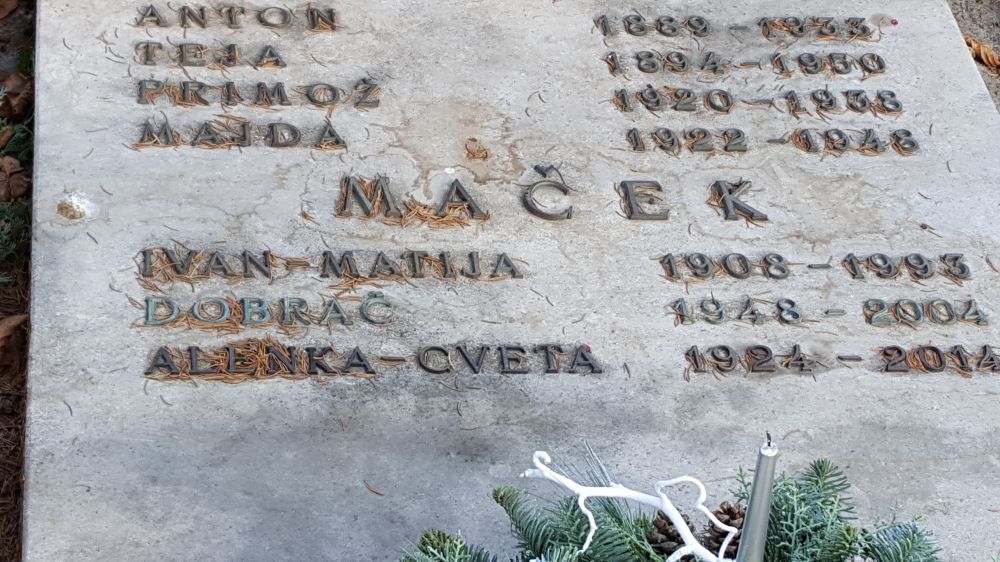 ANTON 1869 - 1933
TEJA 1894 - 1950
PRIMOŽ 1920 - 1938
MAJDA 1922 - 1948
MAČEK
IVAN - MATIJA 1908 - 1993
DOBRAČ 1948 - 2004
ALENKA - CVETA 1924 - 2014